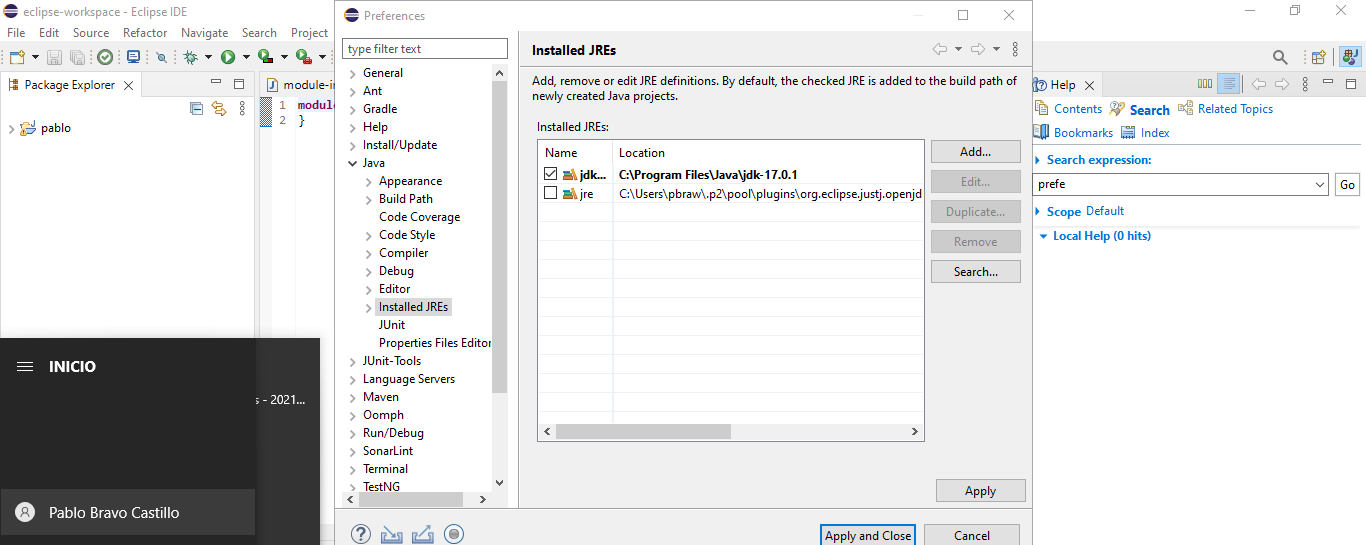 eclipse-workspace - Eclipse IDE
File Edit Source Refactor Navigate Search Project
Package Explorer
pablo
module-in
1 module
2 }
INICIO
s - 2021...
Pablo Bravo Castillo
Preferences
type filter text
General
Ant
Gradle
Help
Install/Update
Java
Appearance
Build Path
Code Coverage
Code Style
Compiler
Debug
Editor
Installed JREs
JUnit
Properties Files Editor
JUnit-Tools
Language Servers
Maven
Oomph
Run/Debug
SonarLint
Terminal
TestNG
Installed JREs
Add, remove or edit JRE definitions. By default, the checked JRE is added to the build path of
newly created Java projects.
Installed JREs:
Name Location
jdk... C:\Program Files\Java\jdk-17.0.1
jre C:\Users\pbraw\.p2\pool\plugins\org.eclipse.justj.openjd
Add...
Edit...
Duplicate...
Remove
Search...
Apply
Apply and Close Cancel
Help
Contents Search Related Topics
Bookmarks Index
Search expression:
prefe Go
Scope Default
Local Help (0 hits)